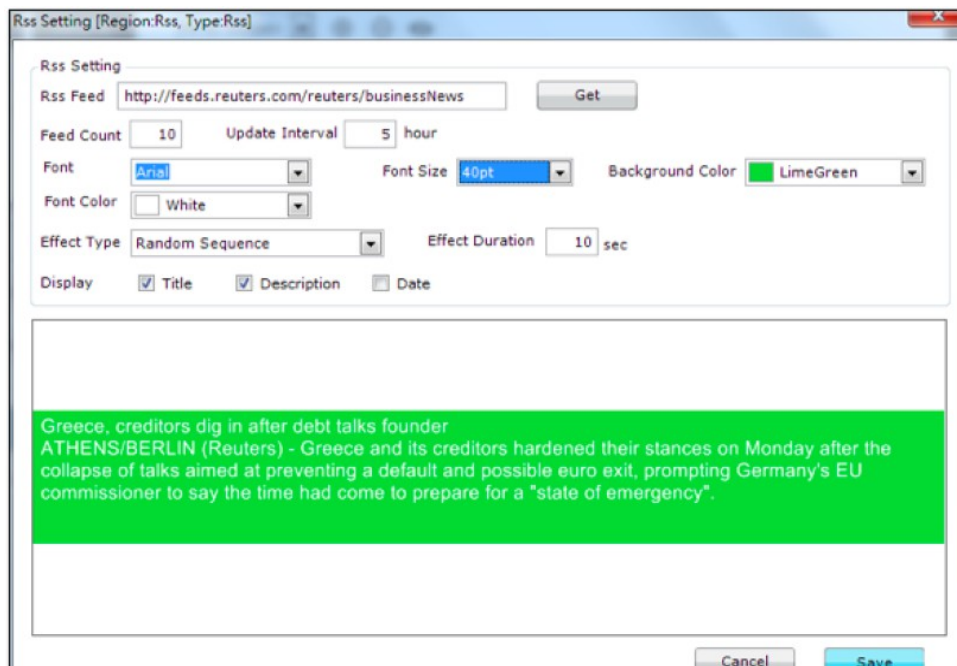 Rss Setting [Region:Rss, Type:Rss]
Rss Setting
Rss Feed http://feeds.reuters.com/reuters/businessNews Get
Feed Count 10 Update Interval 5 hour
Font Arial Font Size 40pt Background Color LimeGreen
Font Color White
Effect Type Random Sequence Effect Duration 10 sec
Display Title Description Date
Greece, creditors dig in after debt talks founder
ATHENS/BERLIN (Reuters) - Greece and its creditors hardened their stances on Monday after the
collapse of talks aimed at preventing a default and possible euro exit, prompting Germany's EU
commissioner to say the time had come to prepare for a "state of emergency".
Cancel Save